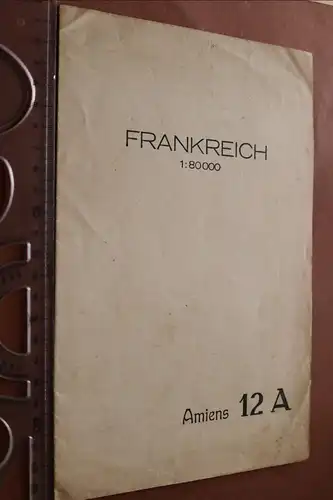 FRANKREICH
1:80000
Amiens 12 A